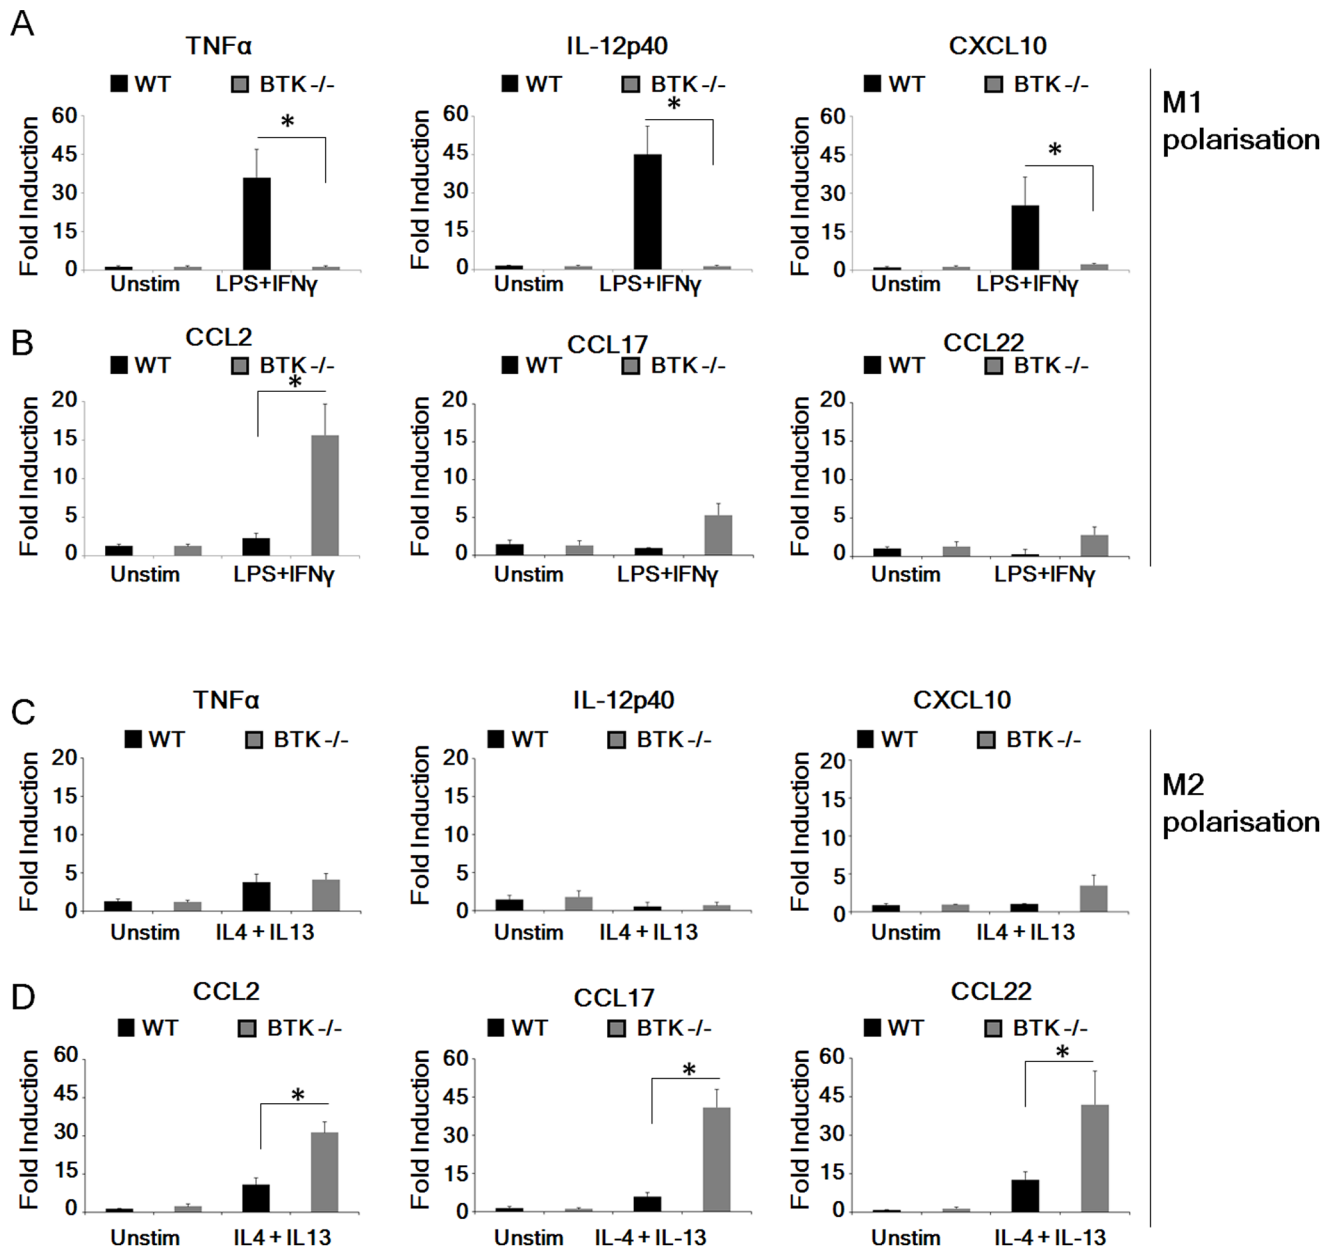 A
TNFα
IL-12p40
CXCL10
WT BTK -/-
WT BTK -/-
WT BTK -/-
M1
polarisation
* * *
Fold Induction
60
45
30
15
0
Unstim LPS+IFNγ
Fold Induction
60
45
30
15
0
Unstim LPS+IFNγ
Fold Induction
60
45
30
15
0
Unstim LPS+IFNγ
B
CCL2
CCL17
CCL22
WT BTK -/-
WT BTK -/-
WT BTK -/-
*
Fold Induction
20
15
10
5
0
Unstim LPS+IFNγ
Fold Induction
20
15
10
5
0
Unstim LPS+IFNγ
Fold Induction
20
15
10
5
0
Unstim LPS+IFNγ
C
TNFα
IL-12p40
CXCL10
WT BTK -/-
WT BTK -/-
WT BTK -/-
M2
polarisation
Fold Induction
20
15
10
5
0
Unstim IL4 + IL13
Fold Induction
20
15
10
5
0
Unstim IL4 + IL13
Fold Induction
20
15
10
5
0
Unstim IL4 + IL13
D
CCL2
CCL17
CCL22
WT BTK -/-
WT BTK -/-
WT BTK -/-
* * *
Fold Induction
60
45
30
15
0
Unstim IL4 + IL13
Fold Induction
60
45
30
15
0
Unstim IL-4 + IL-13
Fold Induction
60
45
30
15
0
Unstim IL-4 + IL-13